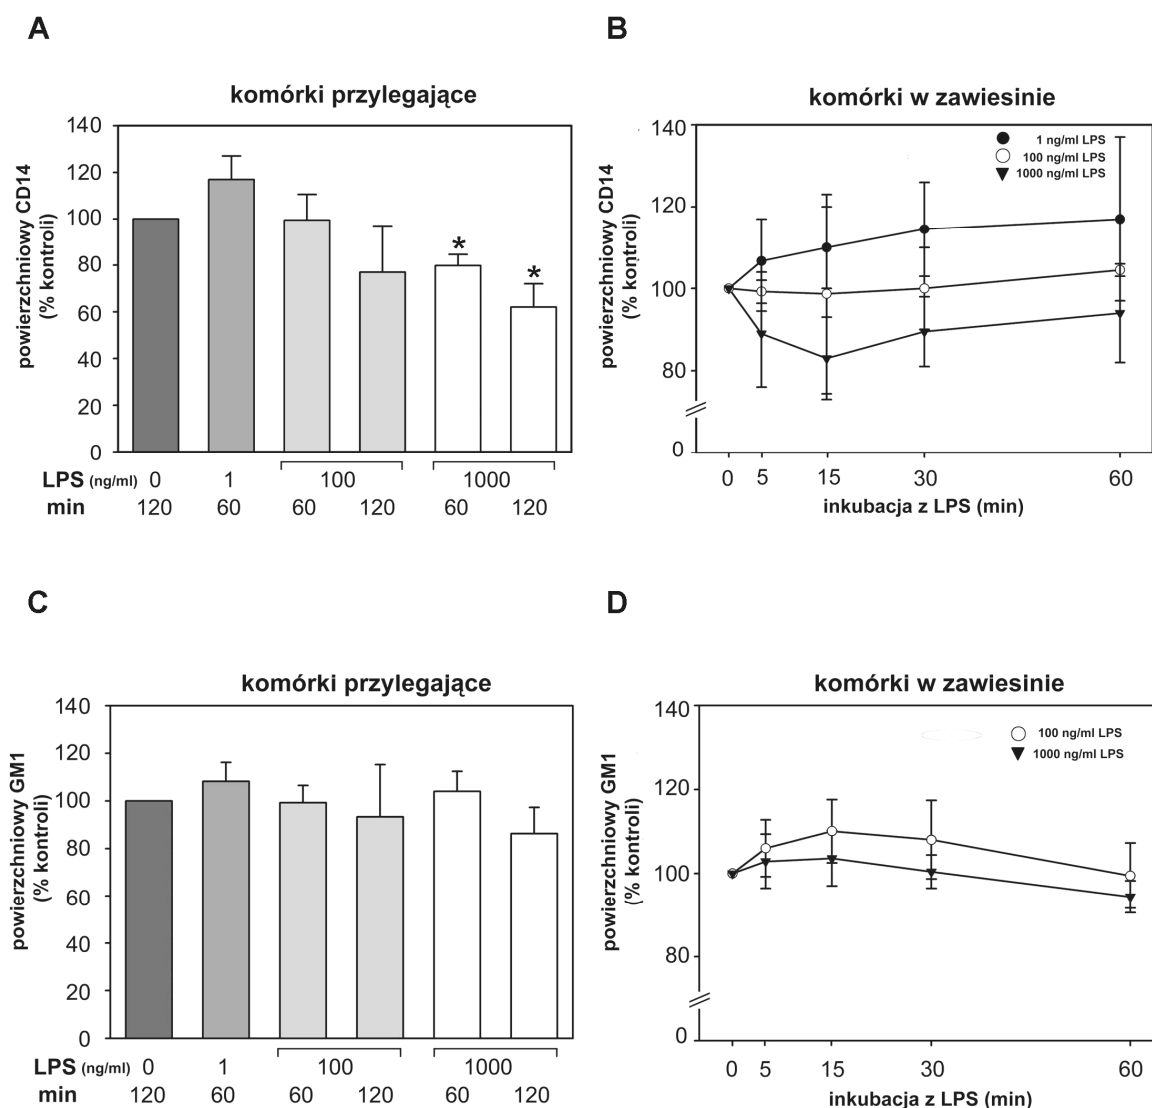 A
komórki przylegające
powierzchniowy CD14
(% kontroli)
140
120
100
80
60
40
20
0
*
*
LPS (ng/ml) 0 1 100 1000
min 120 60 60 120 60 120
B
komórki w zawiesinie
powierzchniowy CD14
(% kontroli)
140
120
100
80
0
1 ng/ml LPS
100 ng/ml LPS
1000 ng/ml LPS
0 5 15 30 60
inkubacja z LPS (min)
C
komórki przylegające
powierzchniowy GM1
(% kontroli)
140
120
100
80
60
40
20
0
LPS (ng/ml) 0 1 100 1000
min 120 60 60 120 60 120
D
komórki w zawiesinie
powierzchniowy GM1
(% kontroli)
140
120
100
80
0
100 ng/ml LPS
1000 ng/ml LPS
0 5 15 30 60
inkubacja z LPS (min)